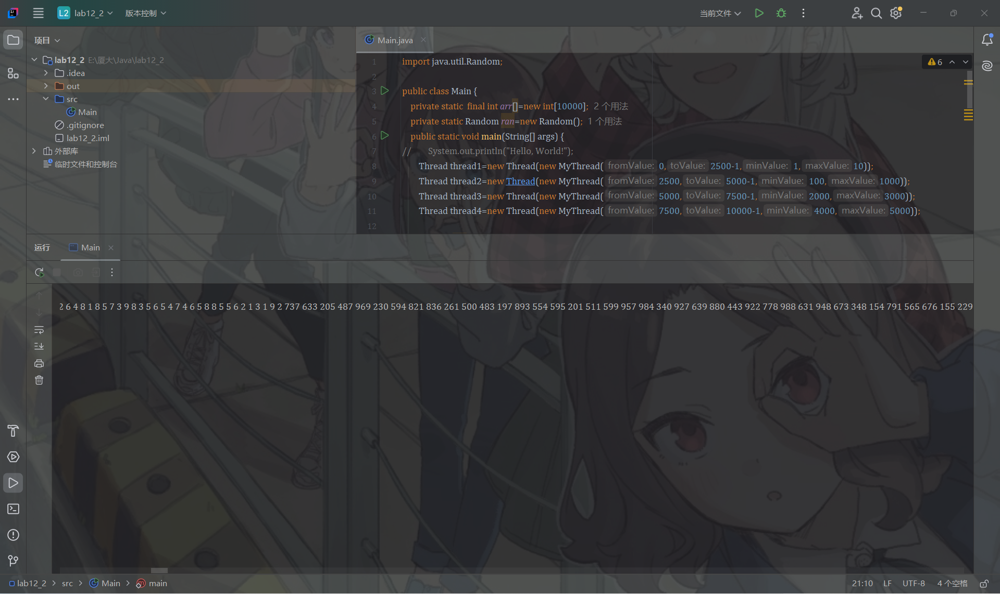 L2 lab12_2 版本控制 当前文件
项目
Main.java
lab12_2 E:\厦大\Java\lab12_2
.idea
out
src
Main
.gitignore
lab12_2.iml
外部库
临时文件和控制台
1 import java.util.Random;
2
3 public class Main {
4 private static  final int arr[]=new int[10000]; 2 个用法
5 private static Random ran=new Random(); 1 个用法
6 public static void main(String[] args) {
7 // System.out.println("Hello, World!");
8 Thread thread1=new Thread(new MyThread( fromValue: 0, toValue: 2500-1, minValue: 1, maxValue: 10));
9 Thread thread2=new Thread(new MyThread( fromValue: 2500, toValue: 5000-1, minValue: 100, maxValue: 1000));
10 Thread thread3=new Thread(new MyThread( fromValue: 5000, toValue: 7500-1, minValue: 2000, maxValue: 3000));
11 Thread thread4=new Thread(new MyThread( fromValue: 7500, toValue: 10000-1, minValue: 4000, maxValue: 5000));
12
6
运行 Main
2 6 4 8 1 8 5 7 3 9 8 3 5 6 5 4 7 4 6 5 8 8 5 5 6 2 1 3 1 9 2 737 633 205 487 969 230 594 821 836 261 500 483 197 893 554 595 201 511 599 957 984 340 927 639 880 443 922 778 988 631 948 673 348 154 791 565 676 155 229
lab12_2 > src > Main > main
21:10 LF UTF-8 4 个空格